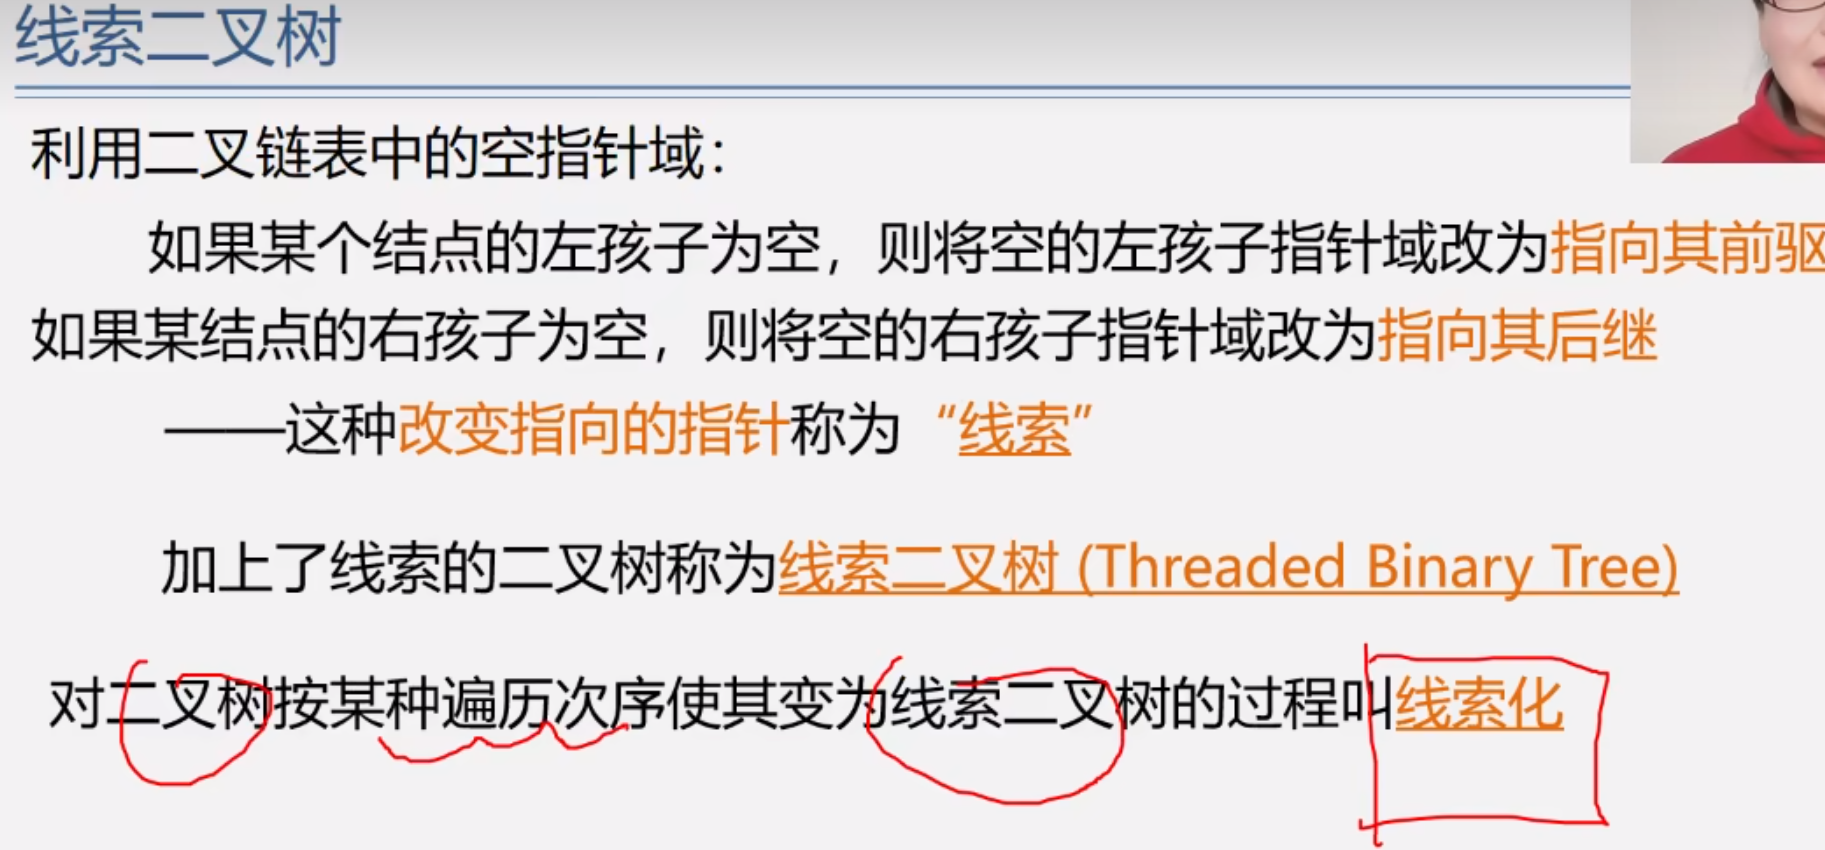 线索二叉树
利用二叉链表中的空指针域：
如果某个结点的左孩子为空，则将空的左孩子指针域改为指向其前驱
如果某结点的右孩子为空，则将空的右孩子指针域改为指向其后继
——这种改变指向的指针称为“线索”
加上了线索的二叉树称为线索二叉树 (Threaded Binary Tree)
对二叉树按某种遍历次序使其变为线索二叉树的过程叫线索化